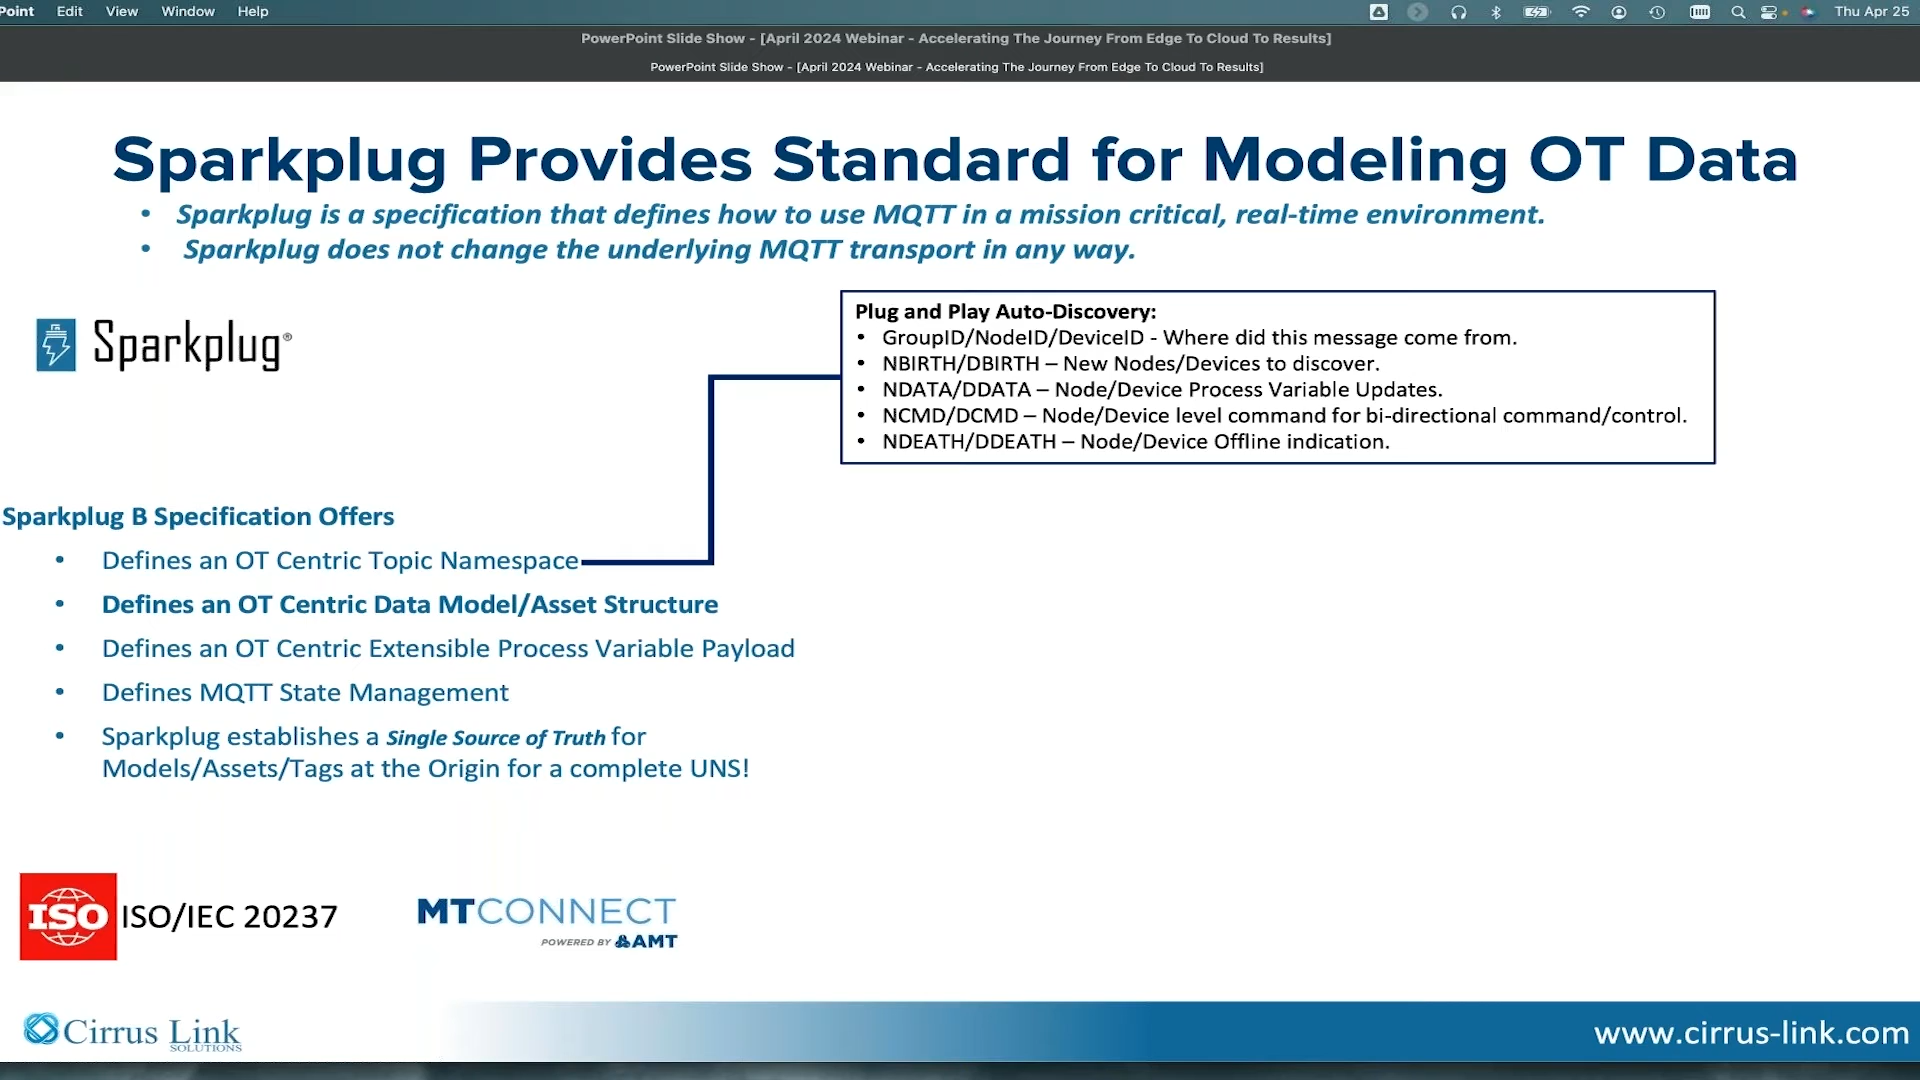 Point Edit View Window Help Thu Apr 25
PowerPoint Slide Show - [April 2024 Webinar - Accelerating The Journey From Edge To Cloud To Results]
PowerPoint Slide Show - [April 2024 Webinar - Accelerating The Journey From Edge To Cloud To Results]
Sparkplug Provides Standard for Modeling OT Data
• Sparkplug is a specification that defines how to use MQTT in a mission critical, real-time environment.
• Sparkplug does not change the underlying MQTT transport in any way.
Sparkplug®
Plug and Play Auto-Discovery:
• GroupID/NodeID/DeviceID - Where did this message come from.
• NBIRTH/DBIRTH – New Nodes/Devices to discover.
• NDATA/DDATA – Node/Device Process Variable Updates.
• NCMD/DCMD – Node/Device level command for bi-directional command/control.
• NDEATH/DDEATH – Node/Device Offline indication.
Sparkplug B Specification Offers
• Defines an OT Centric Topic Namespace
• Defines an OT Centric Data Model/Asset Structure
• Defines an OT Centric Extensible Process Variable Payload
• Defines MQTT State Management
• Sparkplug establishes a Single Source of Truth for
Models/Assets/Tags at the Origin for a complete UNS!
ISO ISO/IEC 20237
MTCONNECT
POWERED BY AMT
Cirrus Link
SOLUTIONS
www.cirrus-link.com